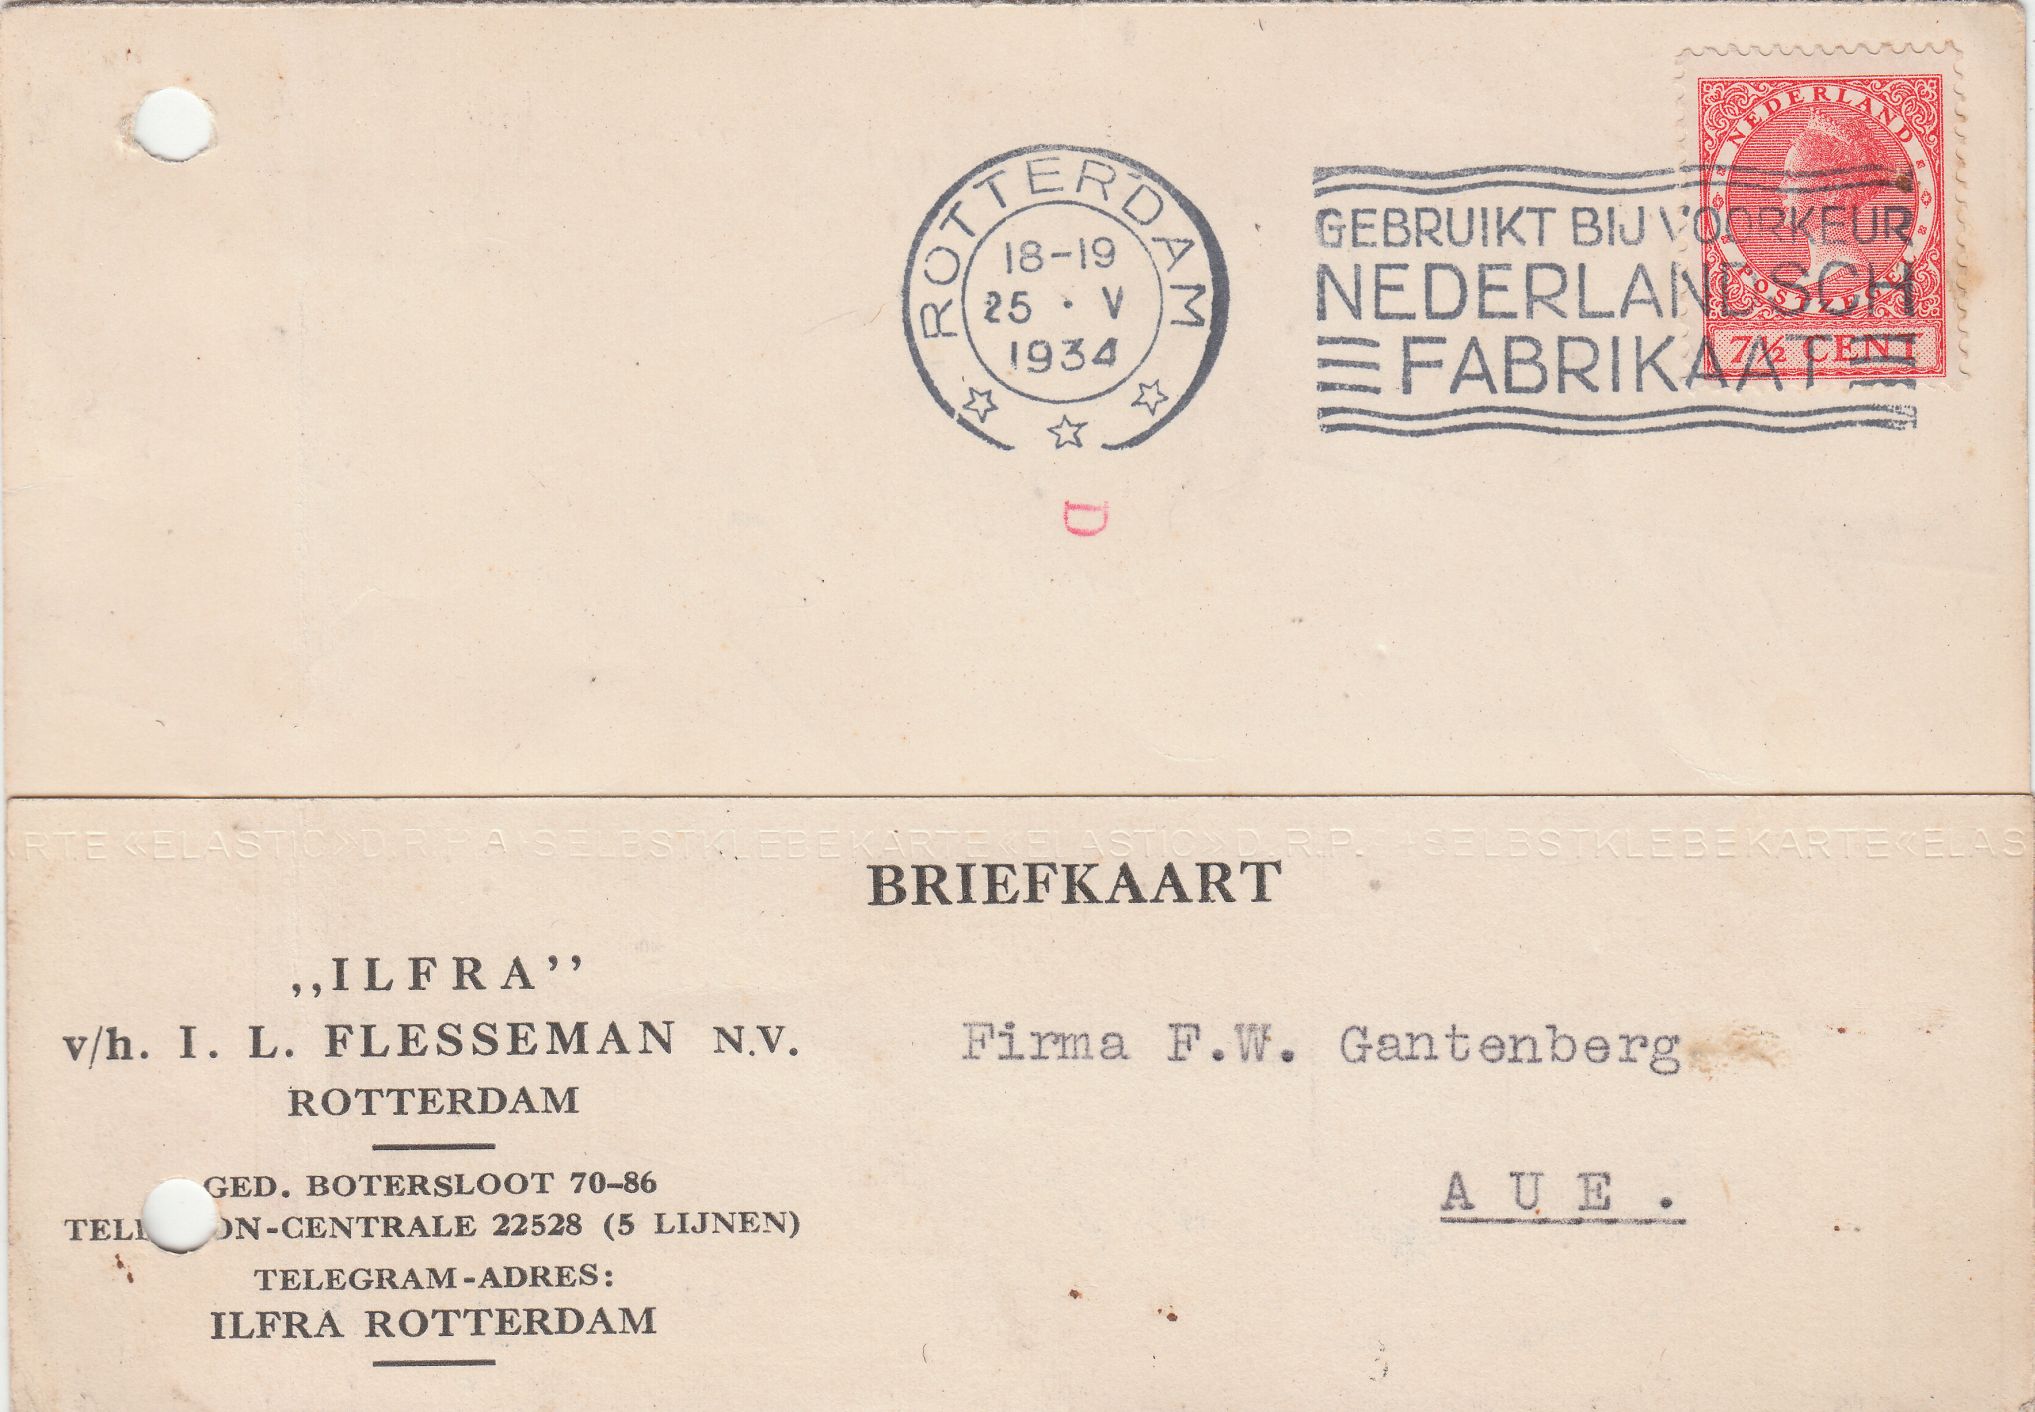 NEDERLAND
POSTZEGEL
7½ CENT
ROTTERDAM
18-19
25 · V
1934
GEBRUIKT BIJ VOORKEUR
NEDERLANDSCH
FABRIKAAT
D
RTE «ELASTIC» D.R.P. SELBSTKLEBEKARTE «ELASTIC» D.R.P. SELBSTKLEBEKARTE «ELAS
BRIEFKAART
„ILFRA”
v/h. I. L. FLESSEMAN N.V.
ROTTERDAM
GED. BOTERSLOOT 70–86
TEL ON-CENTRALE 22528 (5 LIJNEN)
TELEGRAM-ADRES:
ILFRA ROTTERDAM
Firma F.W. Gantenberg
A U E .